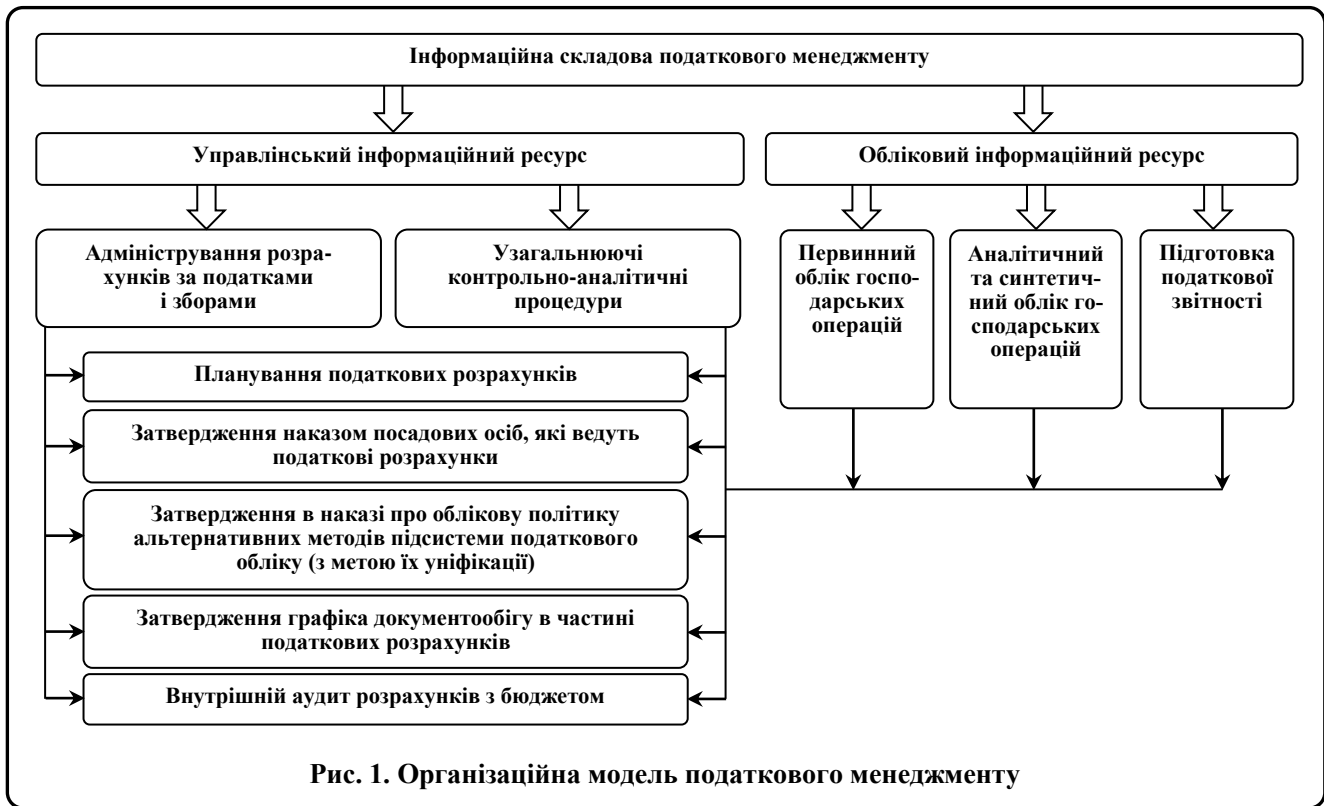 Інформаційна складова податкового менеджменту
Управлінський інформаційний ресурс
Обліковий інформаційний ресурс
Адміністрування розра-
хунків за податками
і зборами
Узагальнюючі
контрольно-аналітичні
процедури
Первинний
облік госпо-
дарських
операцій
Аналітичний
та синтетич-
ний облік го-
сподарських
операцій
Підготовка
податкової
звітності
Планування податкових розрахунків
Затвердження наказом посадових осіб, які ведуть
податкові розрахунки
Затвердження в наказі про облікову політику
альтернативних методів підсистеми податкового
обліку (з метою їх уніфікації)
Затвердження графіка документообігу в частині
податкових розрахунків
Внутрішній аудит розрахунків з бюджетом
Рис. 1. Організаційна модель податкового менеджменту